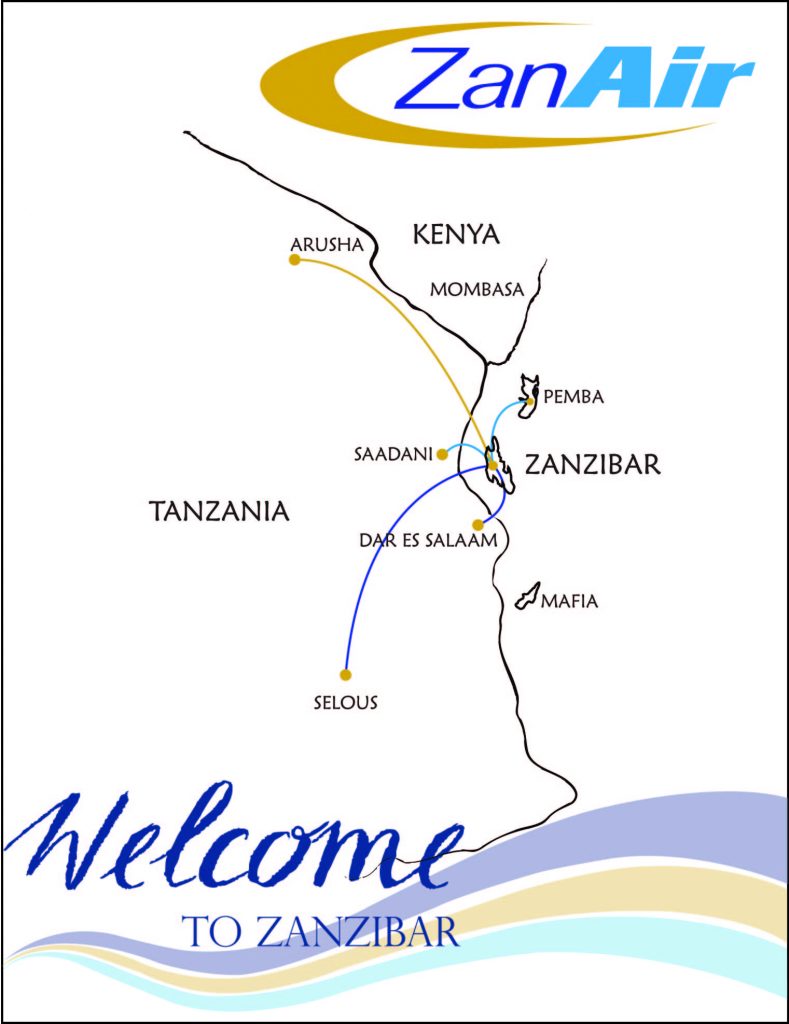 ZanAir
KENYA
ARUSHA
MOMBASA
PEMBA
SAADANI
ZANZIBAR
TANZANIA
DAR ES SALAAM
MAFIA
SELOUS
Welcome
TO ZANZIBAR